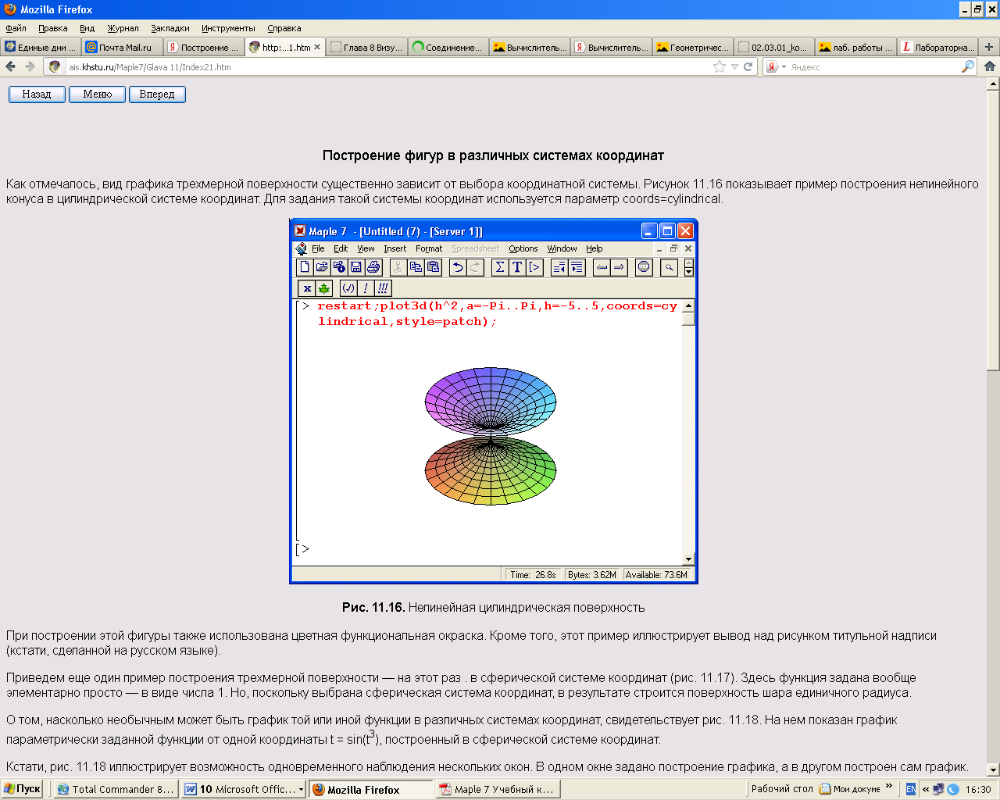 Mozilla Firefox
Файл Правка Вид Журнал Закладки Инструменты Справка
Единые дни ... Почта Mail.ru Построение ... http:...1.htm Глава 8 Визу... Соединение... Вычислитель... Вычислитель... Геометричес... 02.03.01_ко... лаб. работы ... Лабораторна...
ais.khstu.ru/Maple7/Glava 11/Index21.htm Яндекс
Назад Меню Вперед
Построение фигур в различных системах координат
Как отмечалось, вид графика трехмерной поверхности существенно зависит от выбора координатной системы. Рисунок 11.16 показывает пример построения нелинейного
конуса в цилиндрической системе координат. Для задания такой системы координат используется параметр coords=cylindrical.
Maple 7 - [Untitled (7) - [Server 1]]
File Edit View Insert Format Spreadsheet Options Window Help
> restart;plot3d(h^2,a=-Pi..Pi,h=-5..5,coords=cy
lindrical,style=patch);
>
Time: 26.8s Bytes: 3.62M Available: 73.6M
Рис. 11.16. Нелинейная цилиндрическая поверхность
При построении этой фигуры также использована цветная функциональная окраска. Кроме того, этот пример иллюстрирует вывод над рисунком титульной надписи
(кстати, сделанной на русском языке).
Приведем еще один пример построения трехмерной поверхности — на этот раз . в сферической системе координат (рис. 11.17). Здесь функция задана вообще
элементарно просто — в виде числа 1. Но, поскольку выбрана сферическая система координат, в результате строится поверхность шара единичного радиуса.
О том, насколько необычным может быть график той или иной функции в различных системах координат, свидетельствует рис. 11.18. На нем показан график
параметрически заданной функции от одной координаты t = sin(t³), построенный в сферической системе координат.
Кстати, рис. 11.18 иллюстрирует возможность одновременного наблюдения нескольких окон. В одном окне задано построение графика, а в другом построен сам график.
Пуск Total Commander 8... 10 Microsoft Offic... Mozilla Firefox Maple 7 Учебный к... Рабочий стол Мои докуме » EN « 16:30